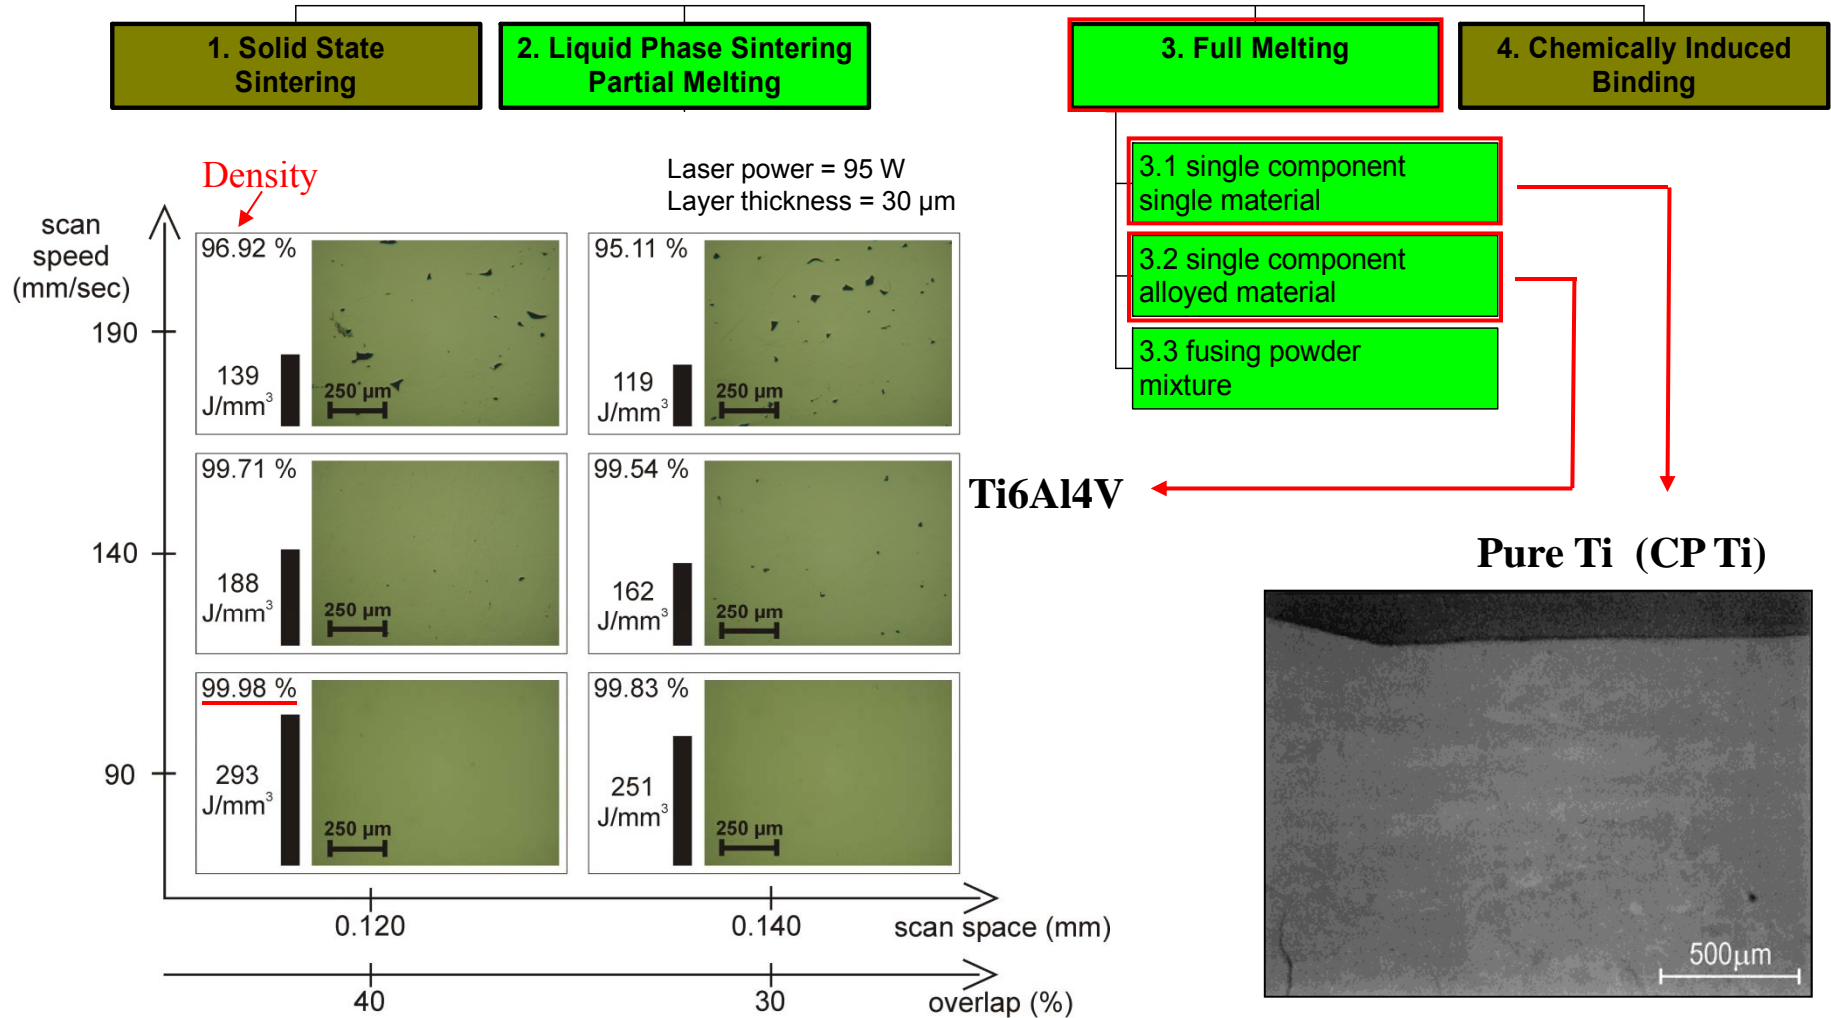 1. Solid State
Sintering
2. Liquid Phase Sintering
Partial Melting
3. Full Melting
4. Chemically Induced
Binding
3.1 single component
single material
3.2 single component
alloyed material
3.3 fusing powder
mixture
Density
Laser power = 95 W
Layer thickness = 30 µm
scan
speed
(mm/sec)
190
140
90
96.92 %
139
J/mm³
250 µm
95.11 %
119
J/mm³
250 µm
99.71 %
188
J/mm³
250 µm
99.54 %
162
J/mm³
250 µm
99.98 %
293
J/mm³
250 µm
99.83 %
251
J/mm³
250 µm
0.120
0.140
scan space (mm)
40
30
overlap (%)
Ti6Al4V
Pure Ti (CP Ti)
500µm